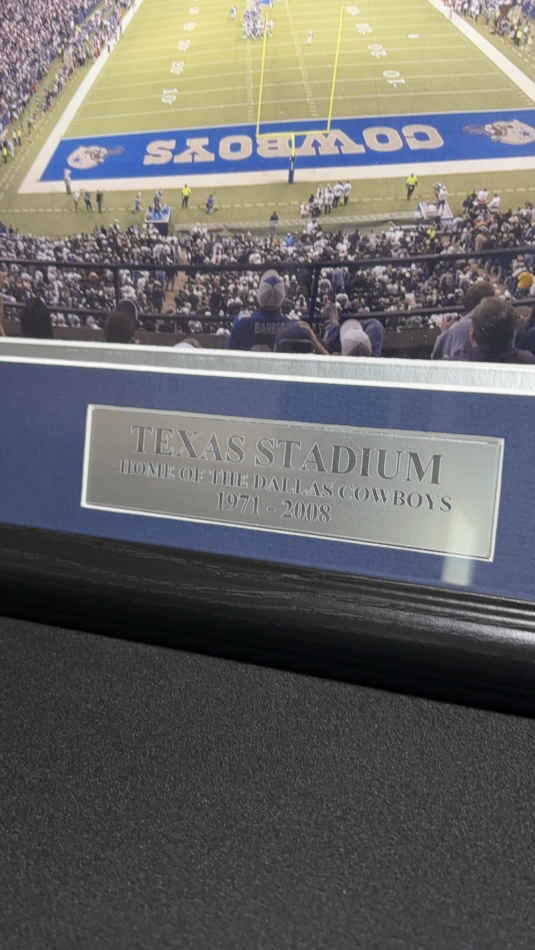 COWBOYS
TEXAS STADIUM
HOME OF THE DALLAS COWBOYS
1971 - 2008